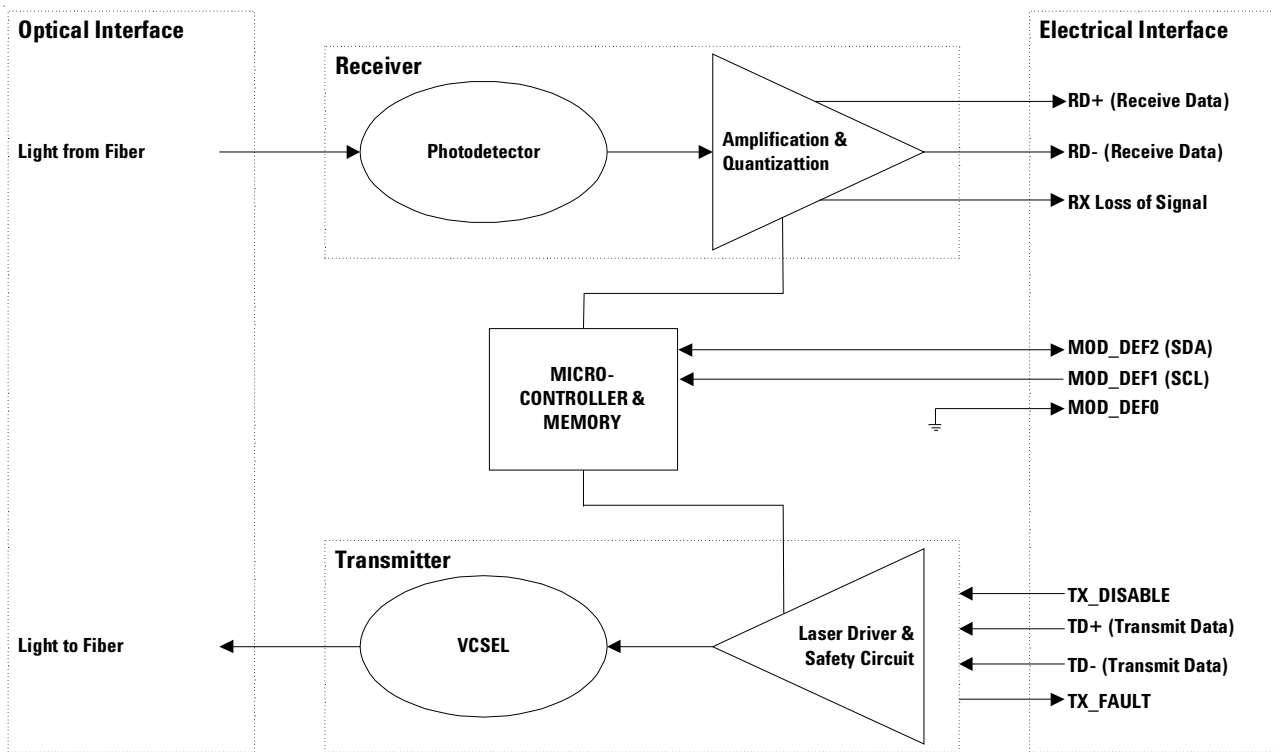 Optical Interface
Electrical Interface
Receiver
Light from Fiber
Photodetector
Amplification &
Quantizattion
RD+ (Receive Data)
RD- (Receive Data)
RX Loss of Signal
MICRO-
CONTROLLER &
MEMORY
MOD_DEF2 (SDA)
MOD_DEF1 (SCL)
MOD_DEF0
Transmitter
Light to Fiber
VCSEL
Laser Driver &
Safety Circuit
TX_DISABLE
TD+ (Transmit Data)
TD- (Transmit Data)
TX_FAULT